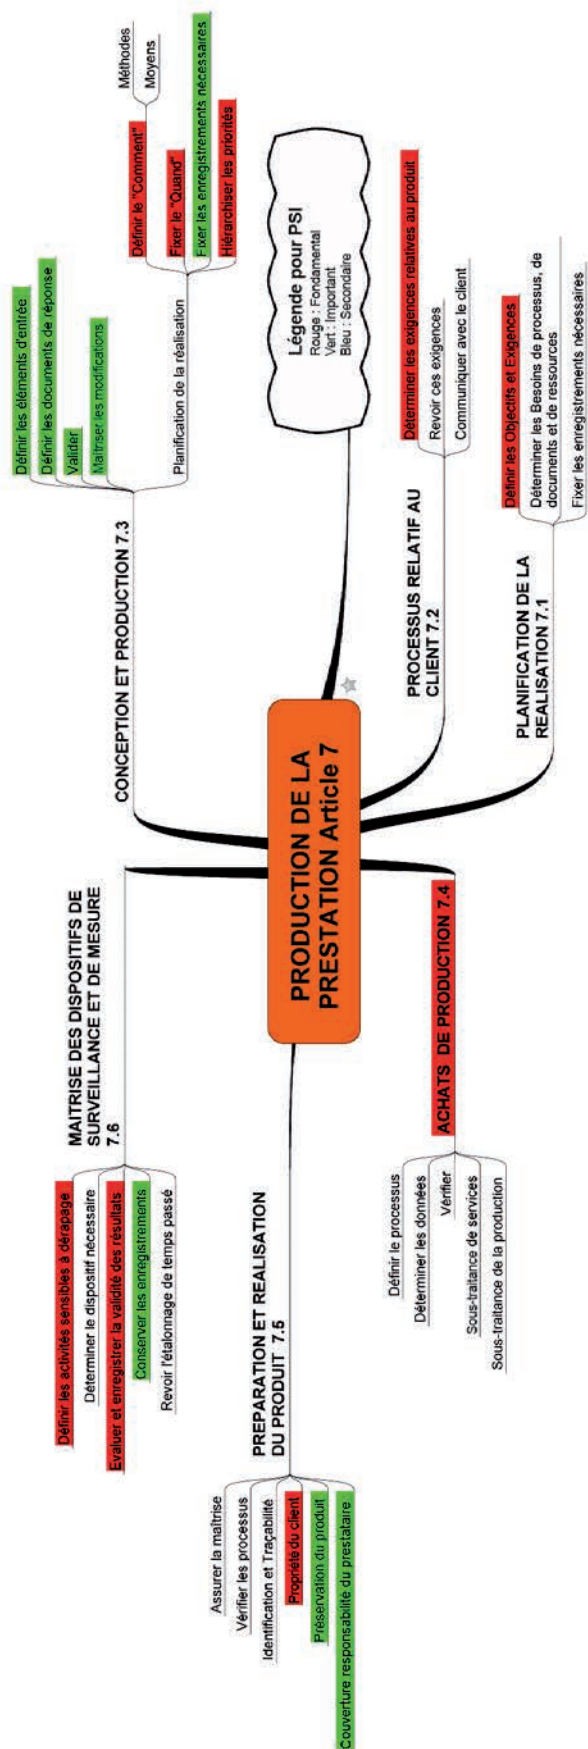 PRODUCTION DE LA
PRESTATION Article 7
Légende pour PSI
Rouge : Fondamental
Vert : Important
Bleu : Secondaire
PROCESSUS RELATIF AU
CLIENT 7.2
Déterminer les exigences relatives au produit
Revoir ces exigences
Communiquer avec le client
PLANIFICATION DE LA
REALISATION 7.1
Définir les Objectifs et Exigences
Déterminer les Besoins de processus, de
documents et de ressources
Fixer les enregistrements nécessaires
CONCEPTION ET PRODUCTION 7.3
Définir les éléments d'entrée
Définir les documents de réponse
Valider
Maitriser les modifications
Planification de la réalisation
Définir le "Comment"
Méthodes
Moyens
Fixer le "Quand"
Fixer les enregistrements nécessaires
Hiérarchiser les priorités
MAITRISE DES DISPOSITIFS DE
SURVEILLANCE ET DE MESURE
7.6
Définir les activités sensibles à dérapage
Déterminer le dispositif nécessaire
Evaluer et enregistrer la validité des résultats
Conserver les enregistrements
Revoir l'étalonnage de temps passé
PREPARATION ET REALISATION
DU PRODUIT 7.5
Assurer la maîtrise
Vérifier les processus
Identification et Traçabilité
Propriété du client
Préservation du produit
Couverture responsabilité du prestataire
ACHATS DE PRODUCTION 7.4
Définir le processus
Déterminer les données
Vérifier
Sous-traitance de services
Sous-traitance de la production